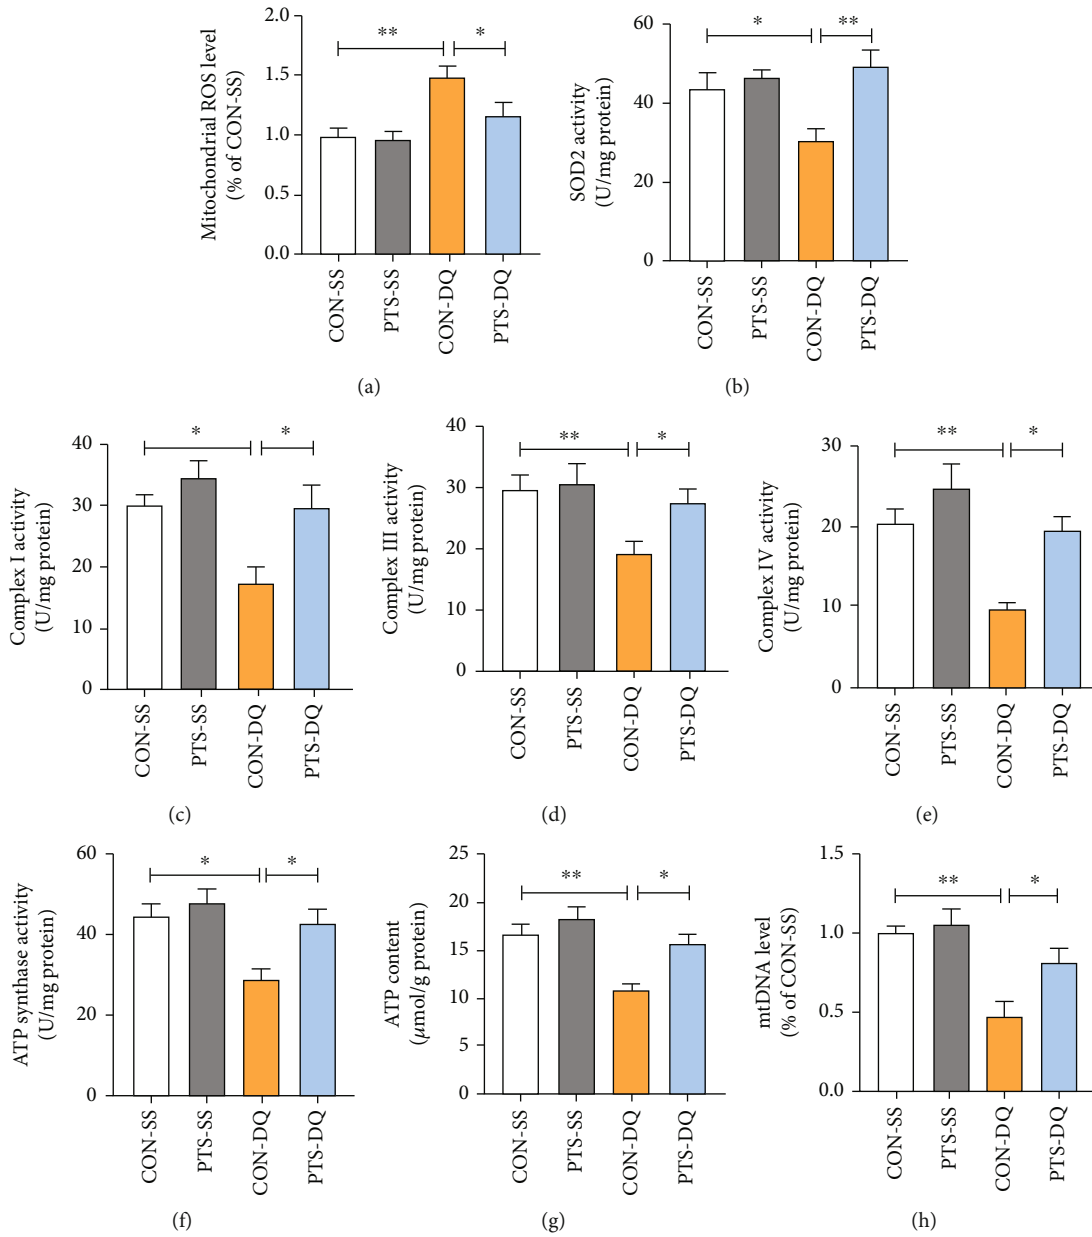 Mitochondrial ROS level
(% of CON-SS)
2.0
1.5
1.0
0.5
0.0
**
*
CON-SS
PTS-SS
CON-DQ
PTS-DQ
(a)
SOD2 activity
(U/mg protein)
60
40
20
0
*
**
CON-SS
PTS-SS
CON-DQ
PTS-DQ
(b)
Complex I activity
(U/mg protein)
40
30
20
10
0
*
*
CON-SS
PTS-SS
CON-DQ
PTS-DQ
(c)
Complex III activity
(U/mg protein)
40
30
20
10
0
**
*
CON-SS
PTS-SS
CON-DQ
PTS-DQ
(d)
Complex IV activity
(U/mg protein)
30
20
10
0
**
*
CON-SS
PTS-SS
CON-DQ
PTS-DQ
(e)
ATP synthase activity
(U/mg protein)
60
40
20
0
*
*
CON-SS
PTS-SS
CON-DQ
PTS-DQ
(f)
ATP content
(μmol/g protein)
25
20
15
10
5
0
**
*
CON-SS
PTS-SS
CON-DQ
PTS-DQ
(g)
mtDNA level
(% of CON-SS)
1.5
1.0
0.5
0.0
**
*
CON-SS
PTS-SS
CON-DQ
PTS-DQ
(h)